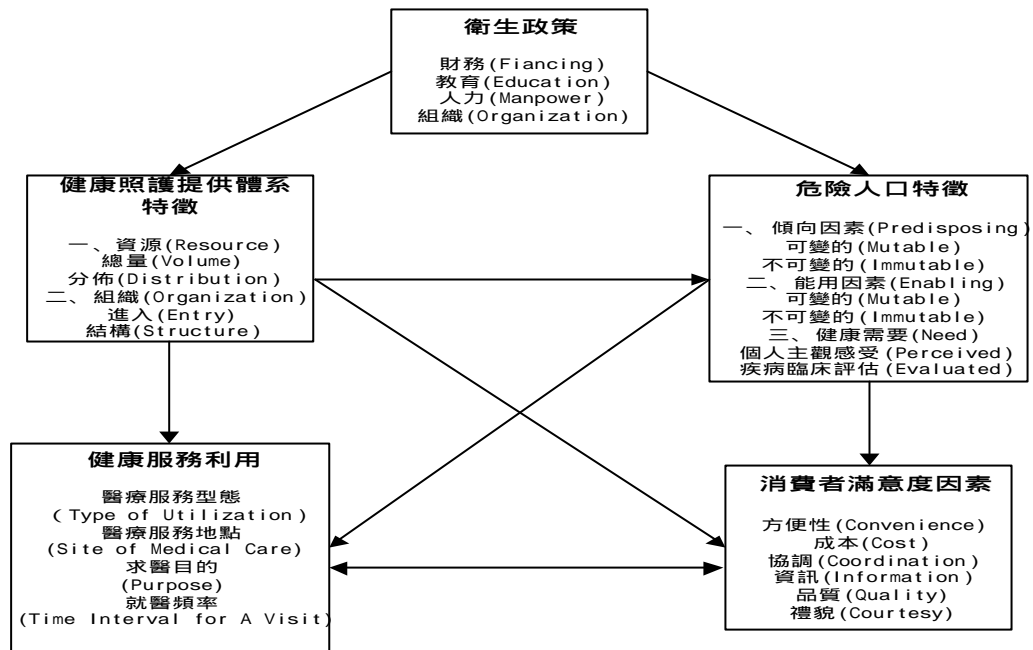 衛生政策
財務(Fiancing)
教育(Education)
人力(Manpower)
組織(Organization)
健康照護提供體系
特徵
一、資源(Resource)
總量(Volume)
分佈(Distribution)
二、組織(Organization)
進入(Entry)
結構(Structure)
危險人口特徵
一、傾向因素(Predisposing)
可變的(Mutable)
不可變的(Immutable)
二、能用因素(Enabling)
可變的(Mutable)
不可變的(Immutable)
三、健康需要(Need)
個人主觀感受(Perceived)
疾病臨床評估(Evaluated)
健康服務利用
醫療服務型態
(Type of Utilization)
醫療服務地點
(Site of Medical Care)
求醫目的
(Purpose)
就醫頻率
(Time Interval for A Visit)
消費者滿意度因素
方便性(Convenience)
成本(Cost)
協調(Coordination)
資訊(Information)
品質(Quality)
禮貌(Courtesy)